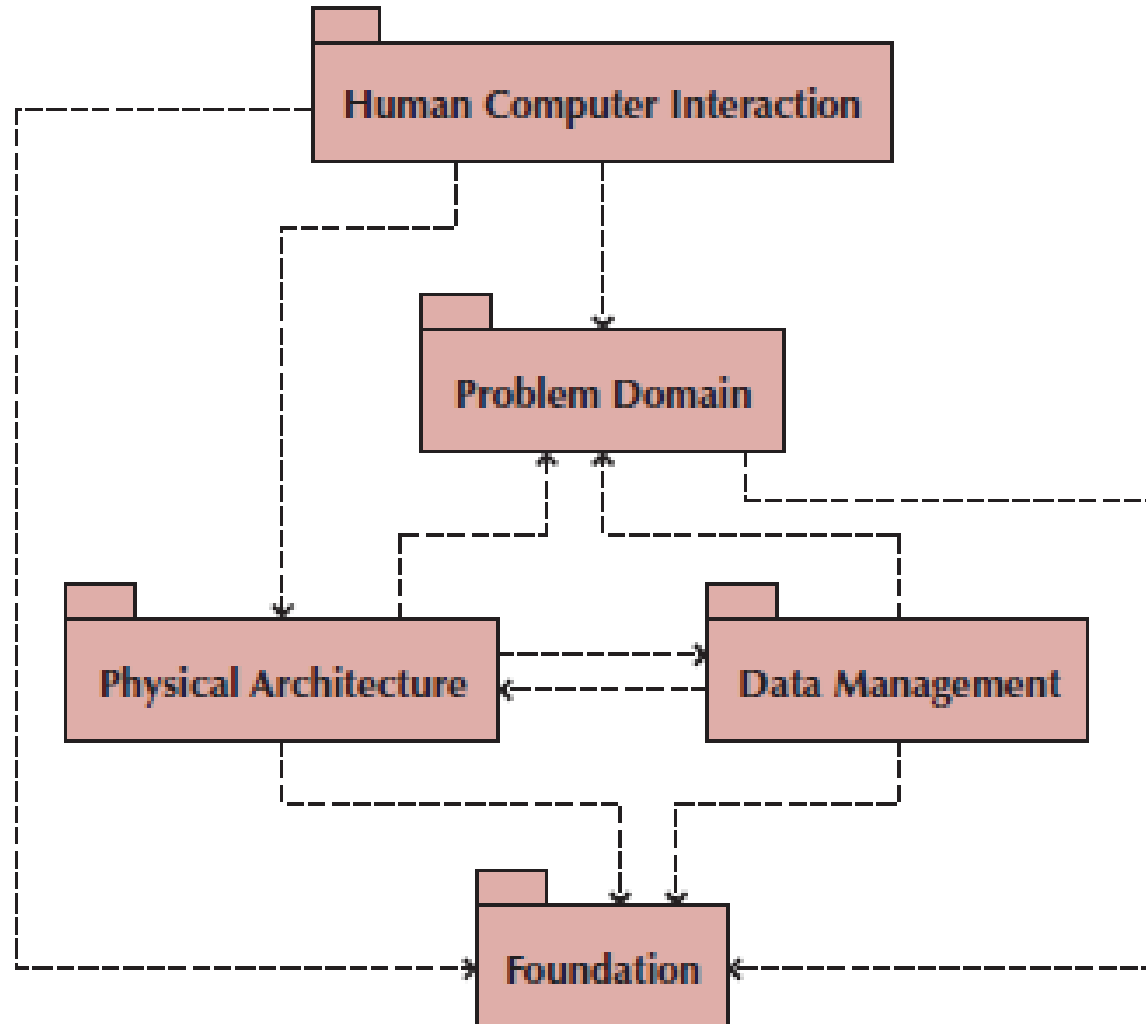 Human Computer Interaction
Problem Domain
Physical Architecture
Data Management
Foundation